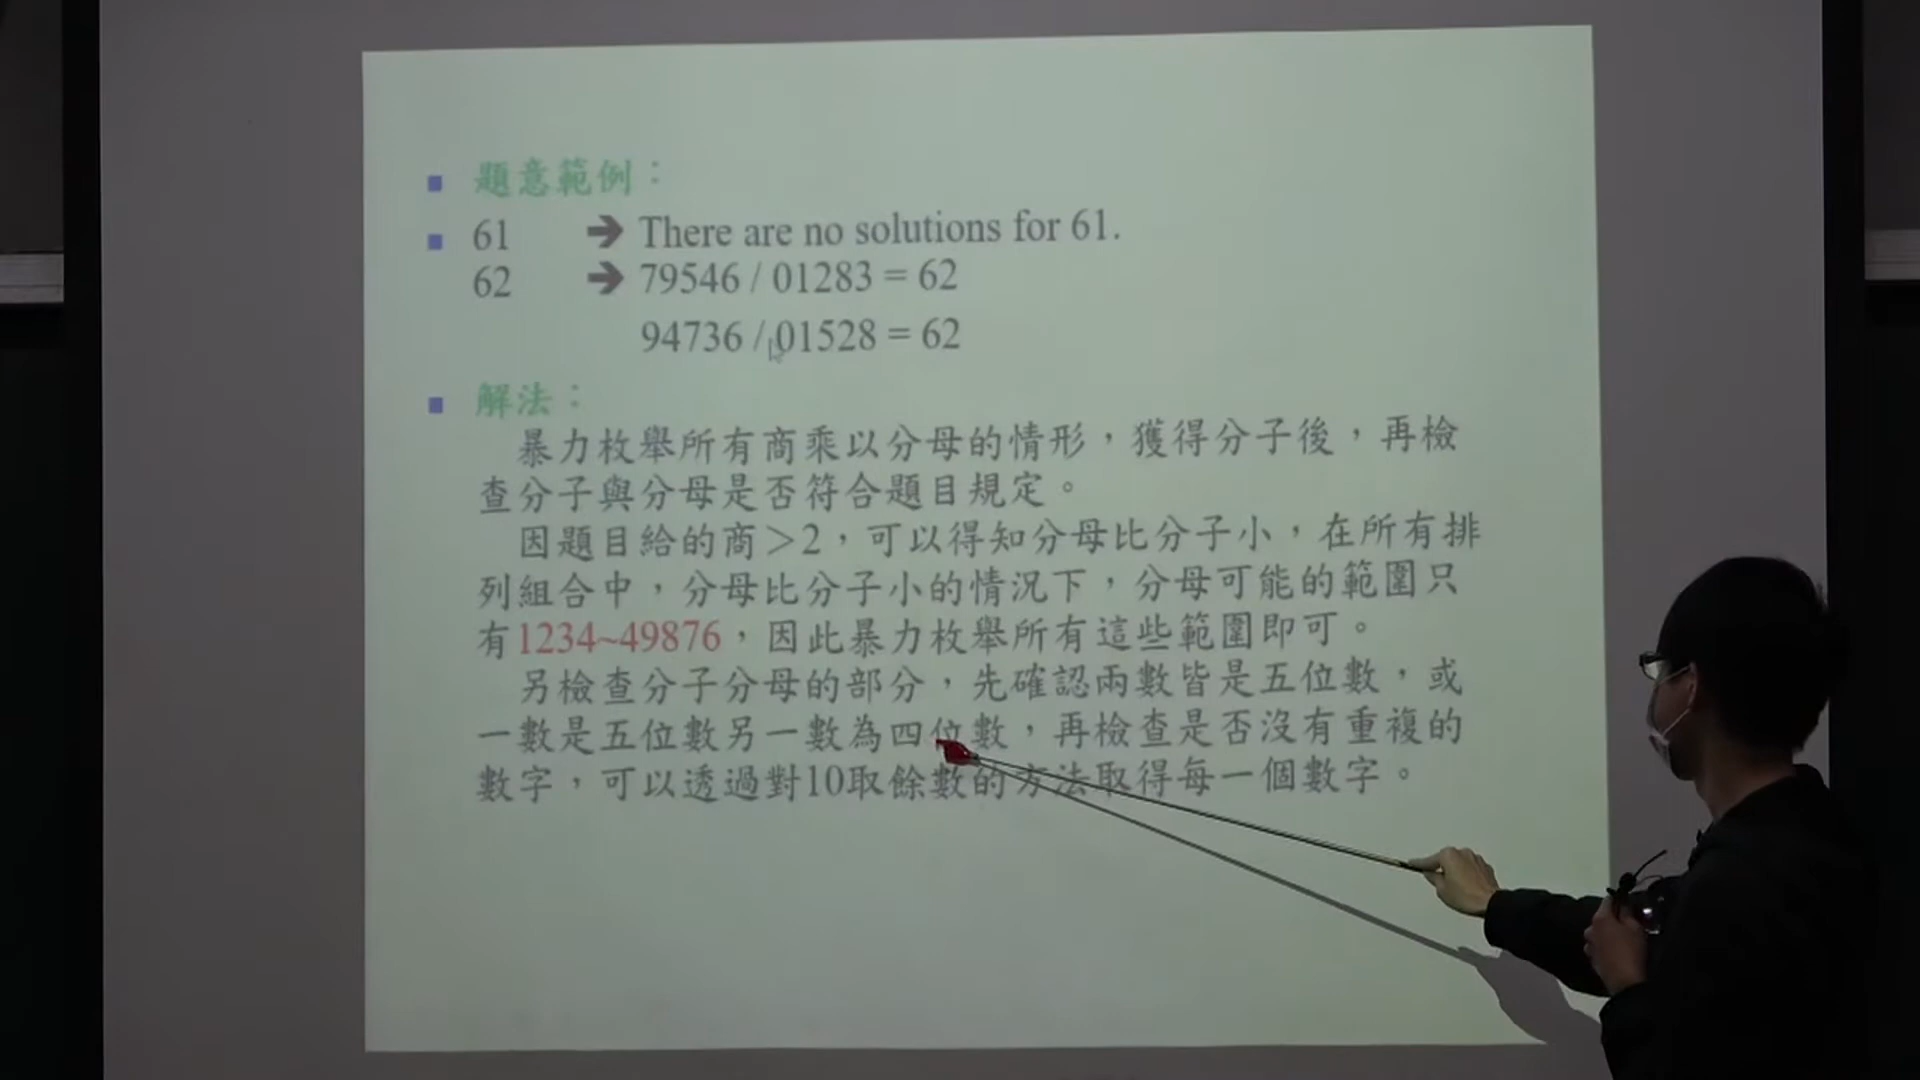 題意範例：
61 ➔ There are no solutions for 61.
62 ➔ 79546 / 01283 = 62
94736 / 01528 = 62
解法：
暴力枚舉所有商乘以分母的情形，獲得分子後，再檢
查分子與分母是否符合題目規定。
因題目給的商＞2，可以得知分母比分子小，在所有排
列組合中，分母比分子小的情況下，分母可能的範圍只
有1234~49876，因此暴力枚舉所有這些範圍即可。
另檢查分子分母的部分，先確認兩數皆是五位數，或
一數是五位數另一數為四位數，再檢查是否沒有重複的
數字，可以透過對10取餘數的方法取得每一個數字。